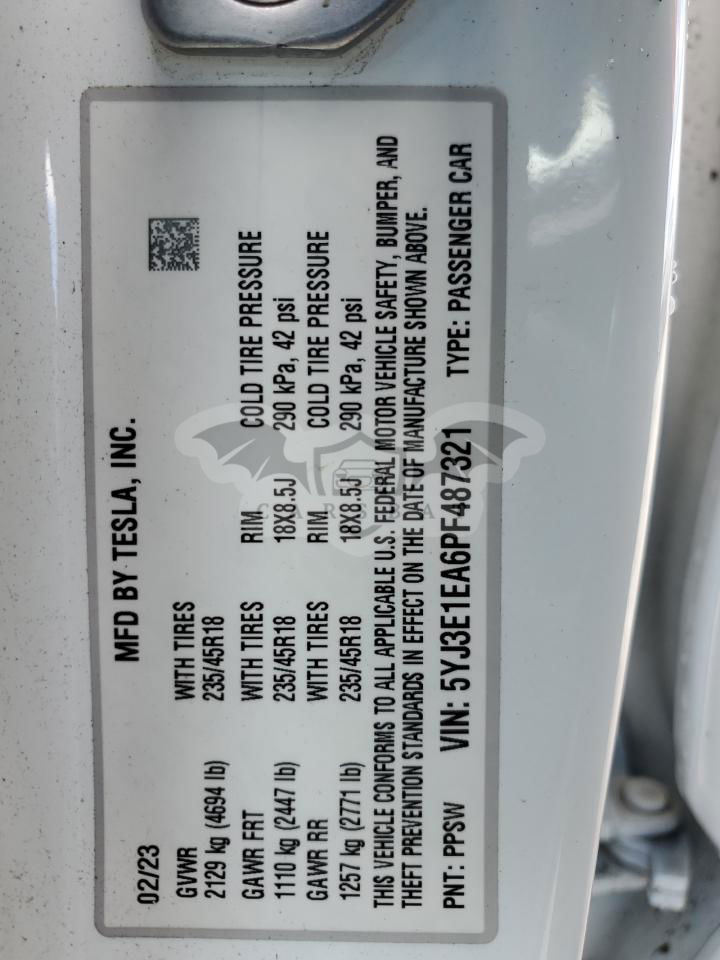 MFD BY TESLA, INC.
02/23
GVWR WITH TIRES
2129 kg (4694 lb) 235/45R18
GAWR FRT WITH TIRES RIM COLD TIRE PRESSURE
1110 kg (2447 lb) 235/45R18 18X8.5J 290 kPa, 42 psi
GAWR RR WITH TIRES RIM COLD TIRE PRESSURE
1257 kg (2771 lb) 235/45R18 18X8.5J 290 kPa, 42 psi
THIS VEHICLE CONFORMS TO ALL APPLICABLE U.S. FEDERAL MOTOR VEHICLE SAFETY, BUMPER, AND
THEFT PREVENTION STANDARDS IN EFFECT ON THE DATE OF MANUFACTURE SHOWN ABOVE.
PNT: PPSW VIN: 5YJ3E1EA6PF487321 TYPE: PASSENGER CAR